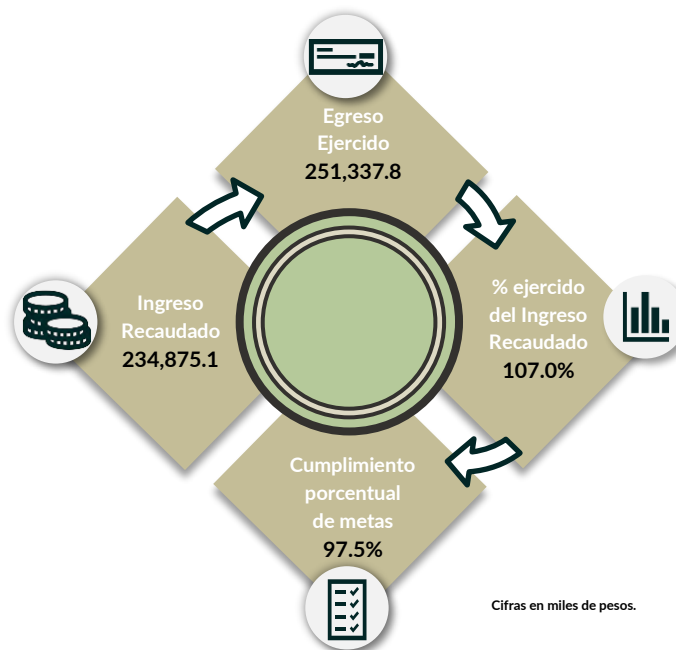 Egreso
Ejercido
251,337.8
Ingreso
Recaudado
234,875.1
% ejercido
del Ingreso
Recaudado
107.0%
Cumplimiento
porcentual
de metas
97.5%
Cifras en miles de pesos.